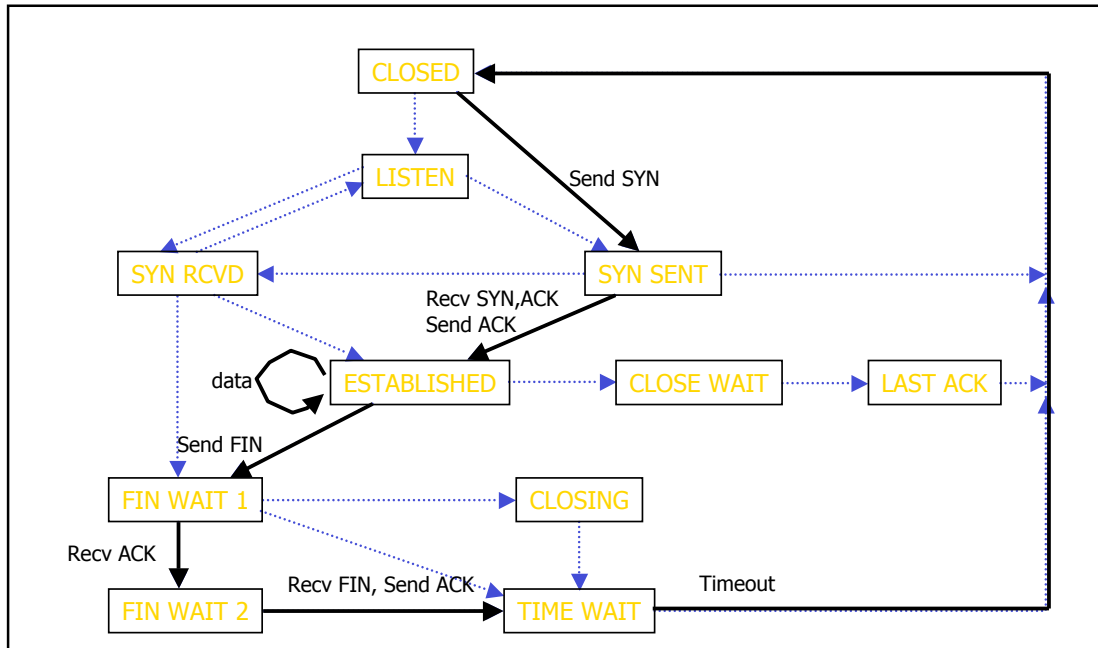 CLOSED
LISTEN
Send SYN
SYN RCVD
SYN SENT
Recv SYN,ACK
Send ACK
data
ESTABLISHED
CLOSE WAIT
LAST ACK
Send FIN
FIN WAIT 1
CLOSING
Recv ACK
Recv FIN, Send ACK
Timeout
FIN WAIT 2
TIME WAIT